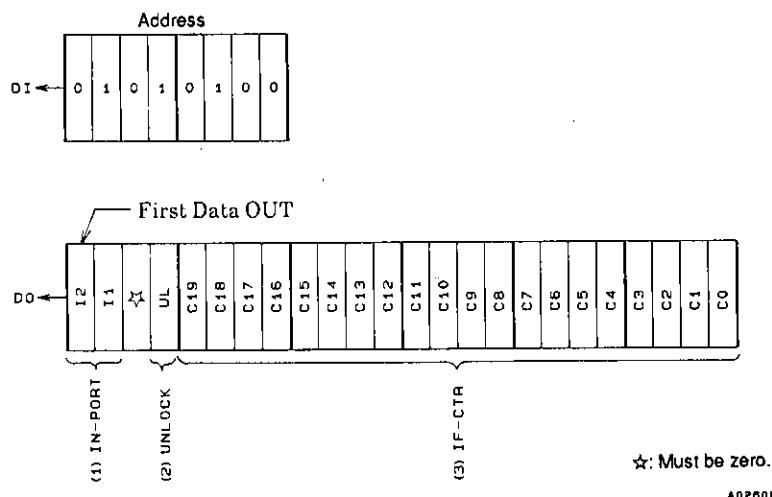 Address
DI 0 1 0 1 0 1 0 0
First Data OUT
DO I2 I1 ☆ UL C19 C18 C17 C16 C15 C14 C13 C12 C11 C10 C9 C8 C7 C6 C5 C4 C3 C2 C1 C0
(1) IN-PORT
(2) UNLOCK
(3) IF-CTR
☆: Must be zero.